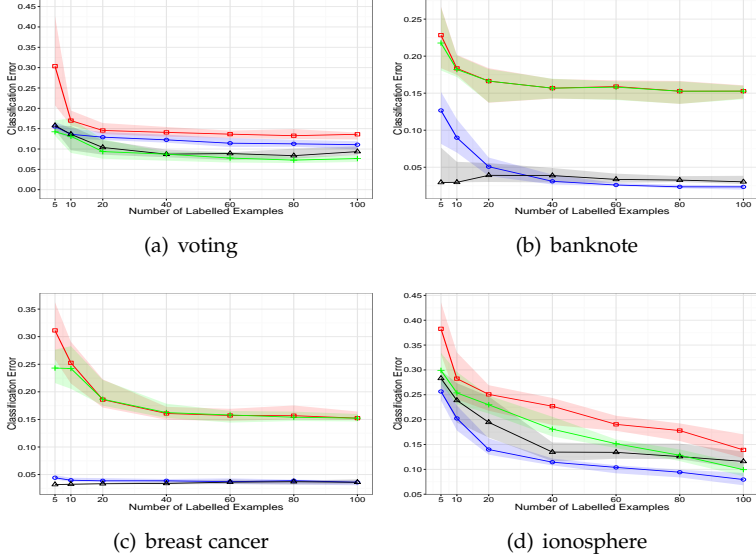 0.45
0.40
0.35
0.30
0.25
0.20
0.15
0.10
0.05
0.00
Classification Error
5 10 20 40 60 80 100
Number of Labelled Examples
(a) voting
0.25
0.20
0.15
0.10
0.05
Classification Error
5 10 20 40 60 80 100
Number of Labelled Examples
(b) banknote
0.35
0.30
0.25
0.20
0.15
0.10
0.05
Classification Error
5 10 20 40 60 80 100
Number of Labelled Examples
(c) breast cancer
0.45
0.40
0.35
0.30
0.25
0.20
0.15
0.10
0.05
Classification Error
5 10 20 40 60 80 100
Number of Labelled Examples
(d) ionosphere